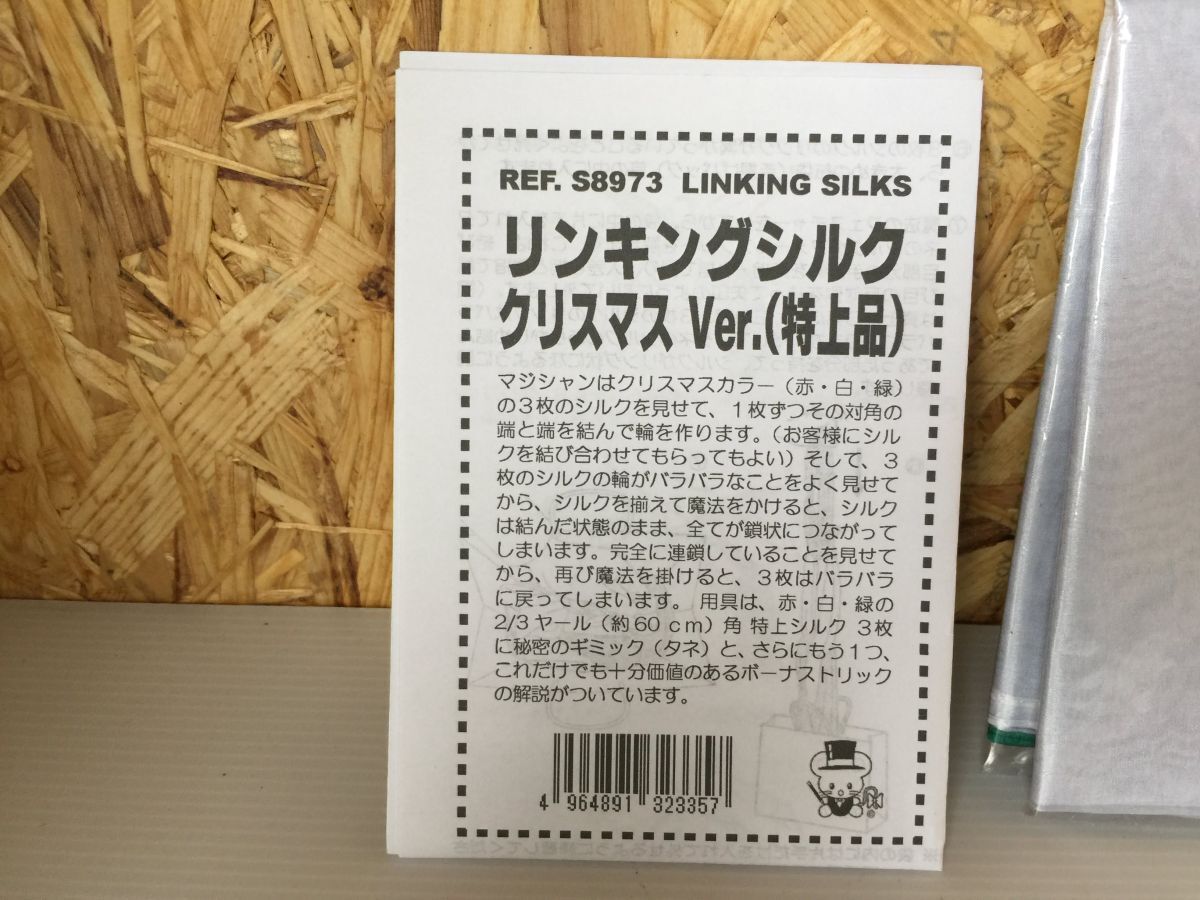 REF. S8973 LINKING SILKS
リンキングシルク
クリスマス Ver.(特上品)
マジシャンはクリスマスカラー（赤・白・緑）
の３枚のシルクを見せて、１枚ずつその対角の
端と端を結んで輪を作ります。（お客様にシル
クを結び合わせてもらってもよい）そして、３
枚のシルクの輪がバラバラなことをよく見せて
から、シルクを揃えて魔法をかけると、シルク
は結んだ状態のまま、全てが鎖状につながって
しまいます。完全に連鎖していることを見せて
から、再び魔法を掛けると、３枚はバラバラ
に戻ってしまいます。 用具は、赤・白・緑の
2/3ヤール（約60ｃｍ）角 特上シルク ３枚
に秘密のギミック（タネ）と、さらにもう１つ、
これだけでも十分価値のあるボーナストリック
の解説がついています。
4 964891 323357